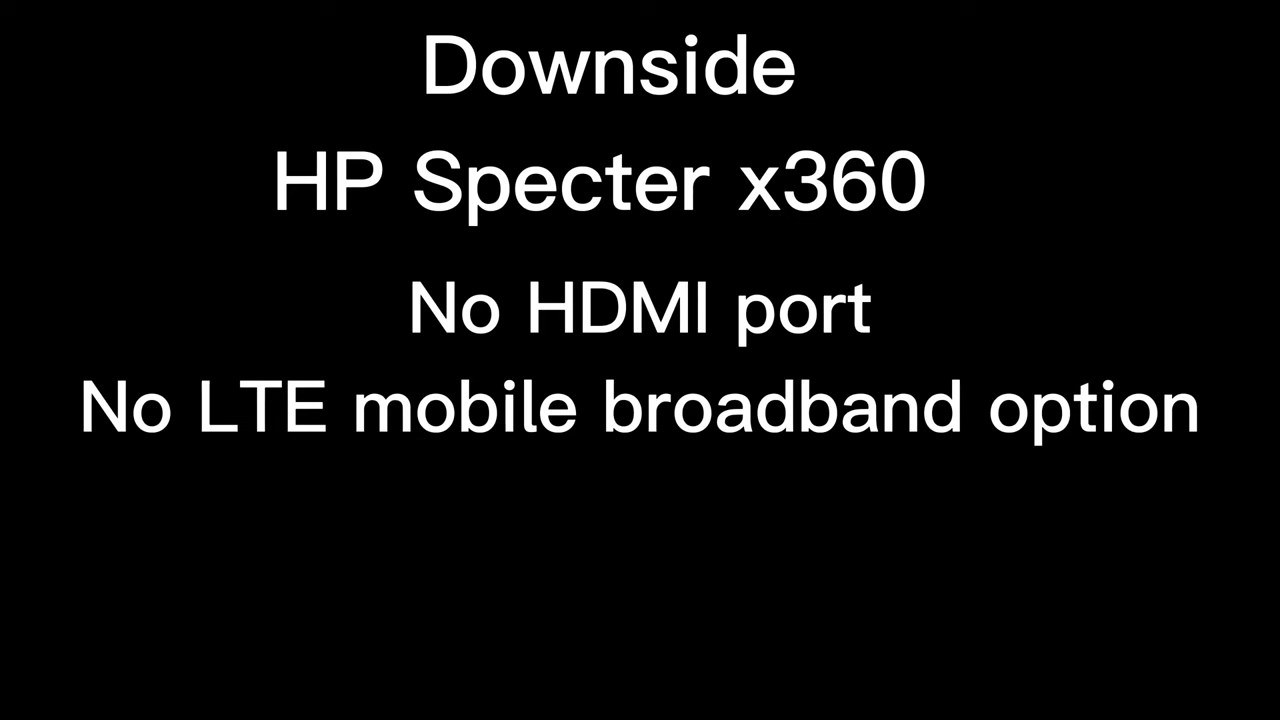 Downside
HP Specter x360
No HDMI port
No LTE mobile broadband option